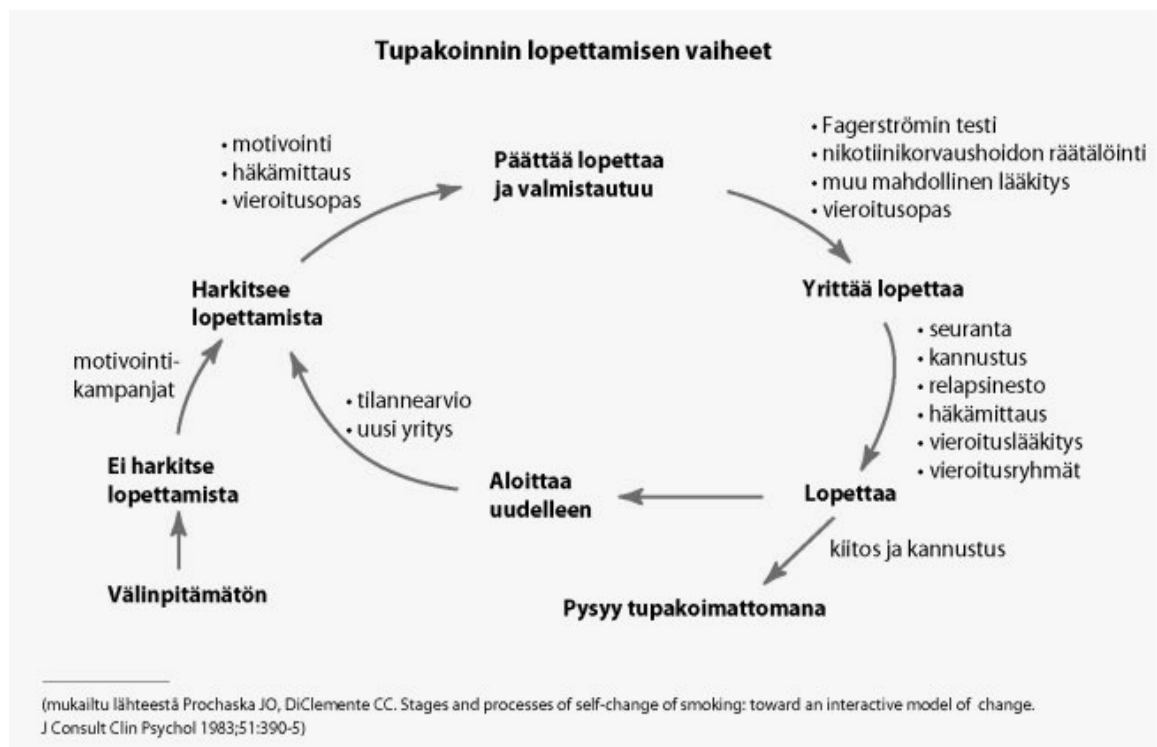 Tupakoinnin lopettamisen vaiheet
• motivointi
• häkämittaus
• vieroitusopas
Päättää lopettaa
ja valmistautuu
• Fagerströmin testi
• nikotiinikorvaushoidon räätälöinti
• muu mahdollinen lääkitys
• vieroitusopas
Harkitsee
lopettamista
Yrittää lopettaa
motivointi-
kampanjat
• tilannearvio
• uusi yritys
• seuranta
• kannustus
• relapsinesto
• häkämittaus
• vieroituslääkitys
• vieroitusryhmät
Ei harkitse
lopettamista
Aloittaa
uudelleen
Lopettaa
kiitos ja kannustus
Välinpitämätön
Pysyy tupakoimattomana
(mukailtu lähteestä Prochaska JO, DiClemente CC. Stages and processes of self-change of smoking: toward an interactive model of change.
J Consult Clin Psychol 1983;51:390-5)